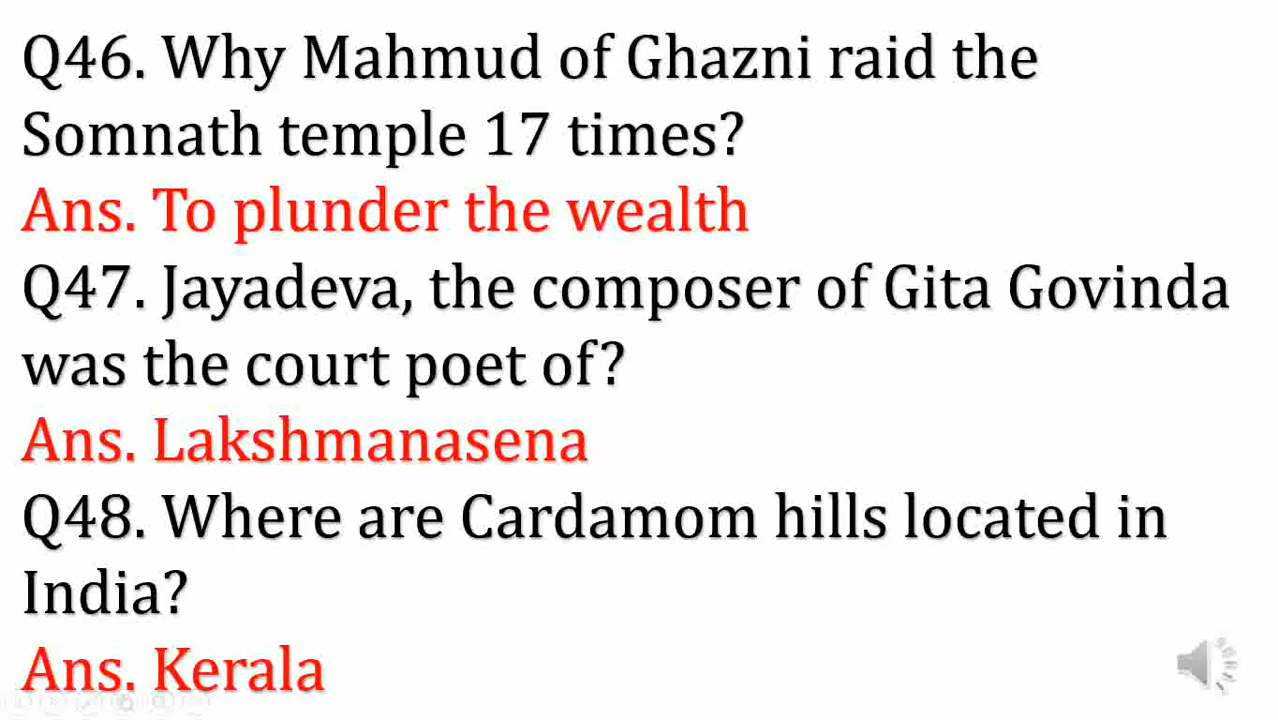 Q46. Why Mahmud of Ghazni raid the
Somnath temple 17 times?
Ans. To plunder the wealth
Q47. Jayadeva, the composer of Gita Govinda
was the court poet of?
Ans. Lakshmanasena
Q48. Where are Cardamom hills located in
India?
Ans. Kerala